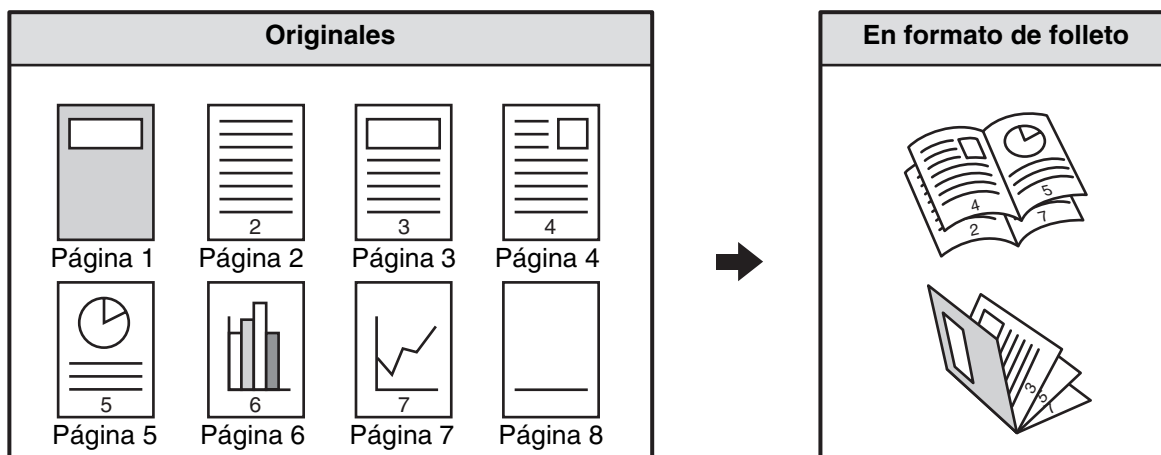 Originales
En formato de folleto
2
3
4
Página 1
Página 2
Página 3
Página 4
5
6
7
Página 5
Página 6
Página 7
Página 8
4
5
2
7
3
5
7